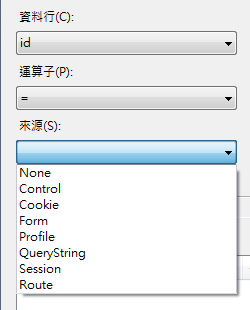 資料行(C):
id
運算子(P):
=
來源(S):
None
Control
Cookie
Form
Profile
QueryString
Session
Route